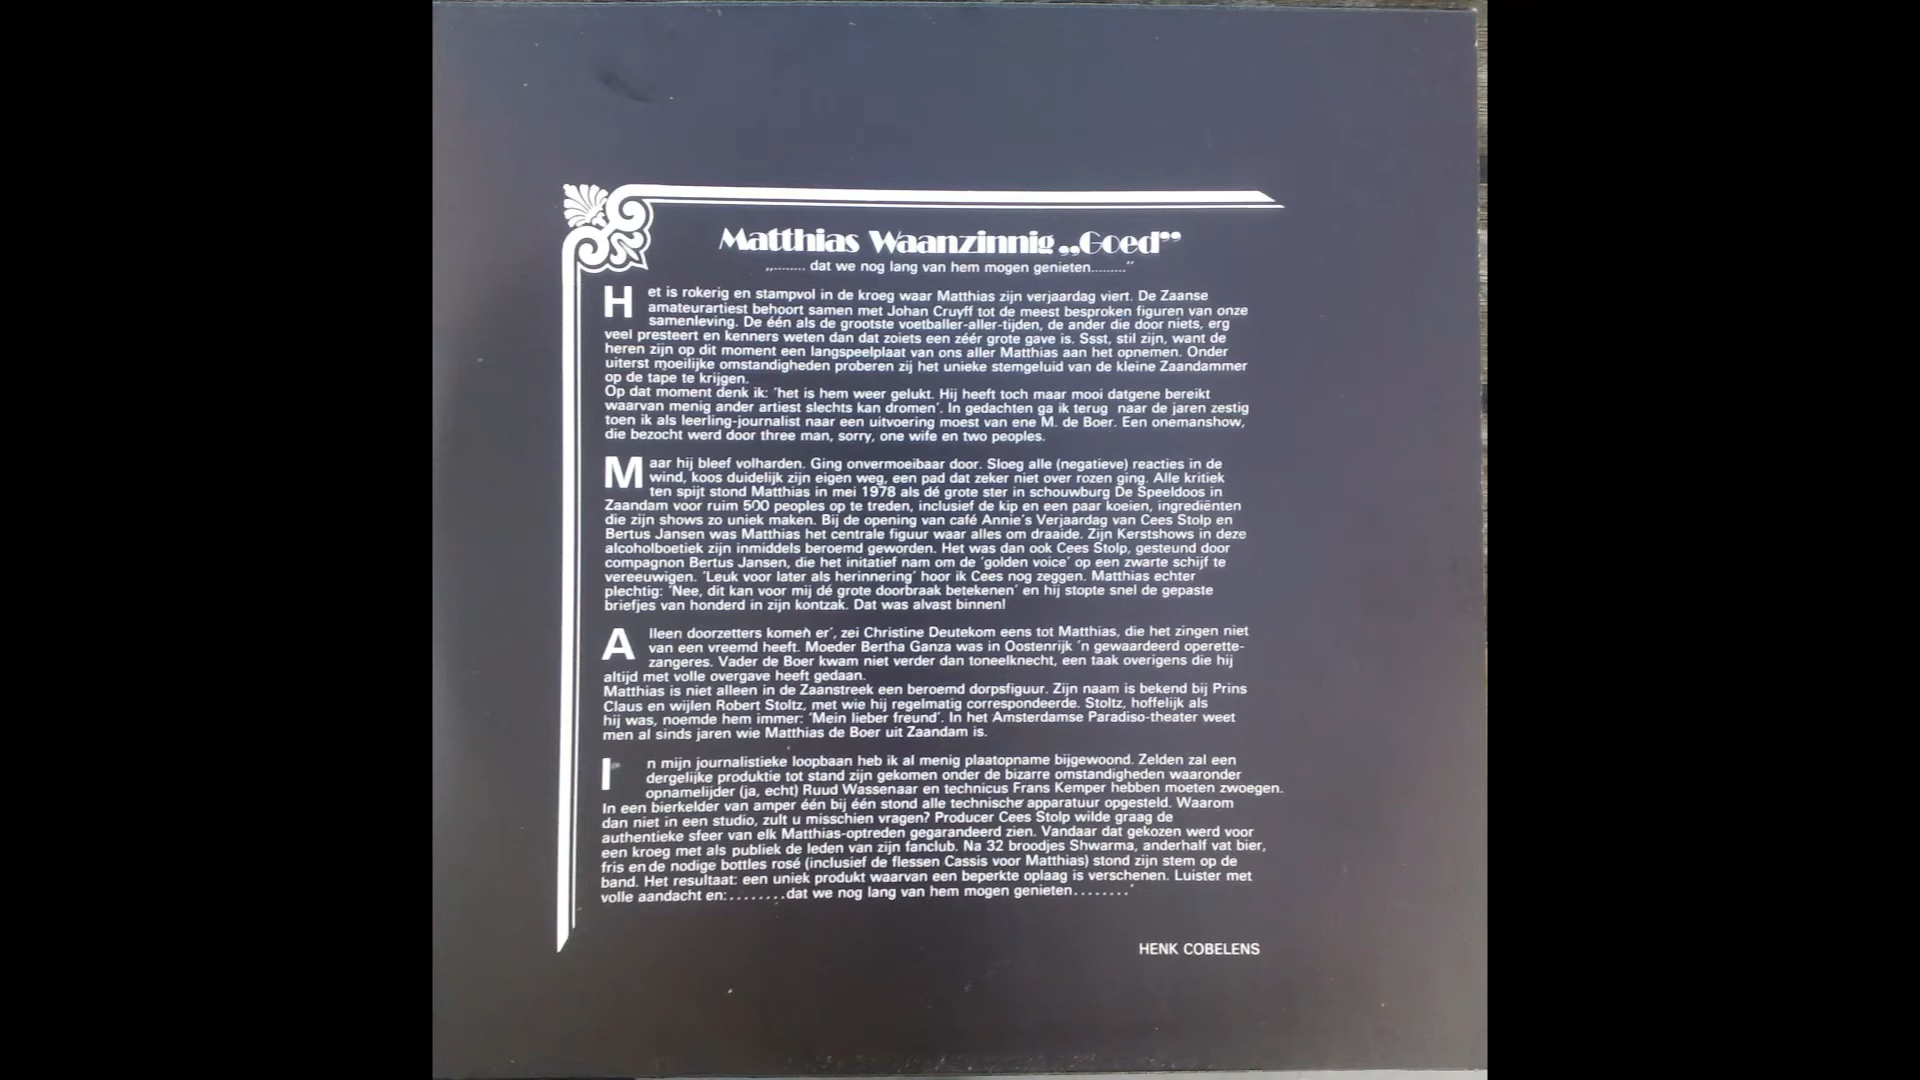 Matthias Waanzinnig „Goed”
„........ dat we nog lang van hem mogen genieten.........”
Het is rokerig en stampvol in de kroeg waar Matthias zijn verjaardag viert. De Zaanse
amateurartiest behoort samen met Johan Cruyff tot de meest besproken figuren van onze
samenleving. De één als de grootste voetballer-aller-tijden, de ander die door niets, erg
veel presteert en kenners weten dan dat zoiets een zéér grote gave is. Ssst, stil zijn, want de
heren zijn op dit moment een langspeelplaat van ons aller Matthias aan het opnemen. Onder
uiterst moeilijke omstandigheden proberen zij het unieke stemgeluid van de kleine Zaandammer
op de tape te krijgen.
Op dat moment denk ik: 'het is hem weer gelukt. Hij heeft toch maar mooi datgene bereikt
waarvan menig ander artiest slechts kan dromen'. In gedachten ga ik terug naar de jaren zestig
toen ik als leerling-journalist naar een uitvoering moest van ene M. de Boer. Een onemanshow,
die bezocht werd door three man, sorry, one wife en two peoples.
Maar hij bleef volharden. Ging onvermoeibaar door. Sloeg alle (negatieve) reacties in de
wind, koos duidelijk zijn eigen weg, een pad dat zeker niet over rozen ging. Alle kritiek
ten spijt stond Matthias in mei 1978 als dé grote ster in schouwburg De Speeldoos in
Zaandam voor ruim 500 peoples op te treden, inclusief de kip en een paar koeien, ingrediënten
die zijn shows zo uniek maken. Bij de opening van café Annie's Verjaardag van Cees Stolp en
Bertus Jansen was Matthias het centrale figuur waar alles om draaide. Zijn Kerstshows in deze
alcoholboetiek zijn inmiddels beroemd geworden. Het was dan ook Cees Stolp, gesteund door
compagnon Bertus Jansen, die het initatief nam om de 'golden voice' op een zwarte schijf te
vereeuwigen. 'Leuk voor later als herinnering' hoor ik Cees nog zeggen. Matthias echter
plechtig: 'Nee, dit kan voor mij dé grote doorbraak betekenen' en hij stopte snel de gepaste
briefjes van honderd in zijn kontzak. Dat was alvast binnen!
Alleen doorzetters komen er', zei Christine Deutekom eens tot Matthias, die het zingen niet
van een vreemd heeft. Moeder Bertha Ganza was in Oostenrijk 'n gewaardeerd operette-
zangeres. Vader de Boer kwam niet verder dan toneelknecht, een taak overigens die hij
altijd met volle overgave heeft gedaan.
Matthias is niet alleen in de Zaanstreek een beroemd dorpsfiguur. Zijn naam is bekend bij Prins
Claus en wijlen Robert Stoltz, met wie hij regelmatig correspondeerde. Stoltz, hoffelijk als
hij was, noemde hem immer: 'Mein lieber freund'. In het Amsterdamse Paradiso-theater weet
men al sinds jaren wie Matthias de Boer uit Zaandam is.
In mijn journalistieke loopbaan heb ik al menig plaatopname bijgewoond. Zelden zal een
dergelijke produktie tot stand zijn gekomen onder de bizarre omstandigheden waaronder
opnamelijder (ja, echt) Ruud Wassenaar en technicus Frans Kemper hebben moeten zwoegen.
In een bierkelder van amper één bij één stond alle technische apparatuur opgesteld. Waarom
dan niet in een studio, zult u misschien vragen? Producer Cees Stolp wilde graag de
authentieke sfeer van elk Matthias-optreden gegarandeerd zien. Vandaar dat gekozen werd voor
een kroeg met als publiek de leden van zijn fanclub. Na 32 broodjes Shwarma, anderhalf vat bier,
fris en de nodige bottles rosé (inclusief de flessen Cassis voor Matthias) stond zijn stem op de
band. Het resultaat: een uniek produkt waarvan een beperkte oplaag is verschenen. Luister met
volle aandacht en:........dat we nog lang van hem mogen genieten........'
HENK COBELENS